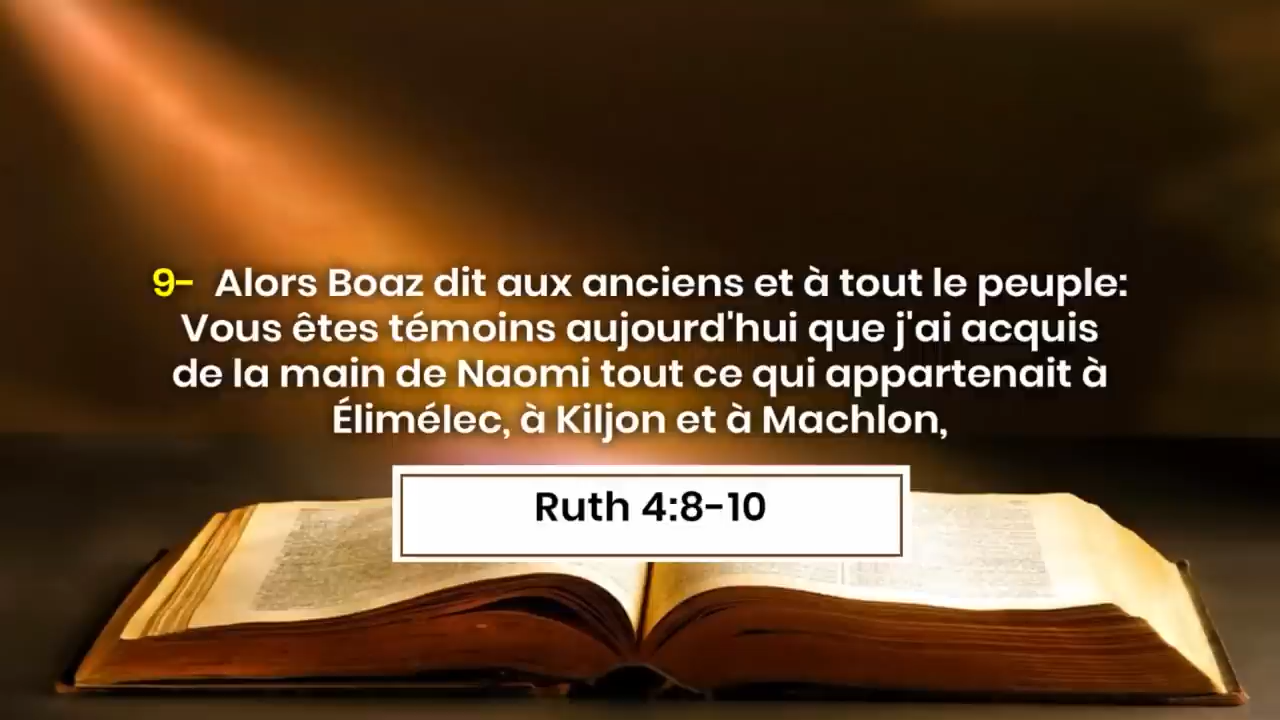 9- Alors Boaz dit aux anciens et à tout le peuple:
Vous êtes témoins aujourd'hui que j'ai acquis
de la main de Naomi tout ce qui appartenait à
Élimélec, à Kiljon et à Machlon,
Ruth 4:8-10